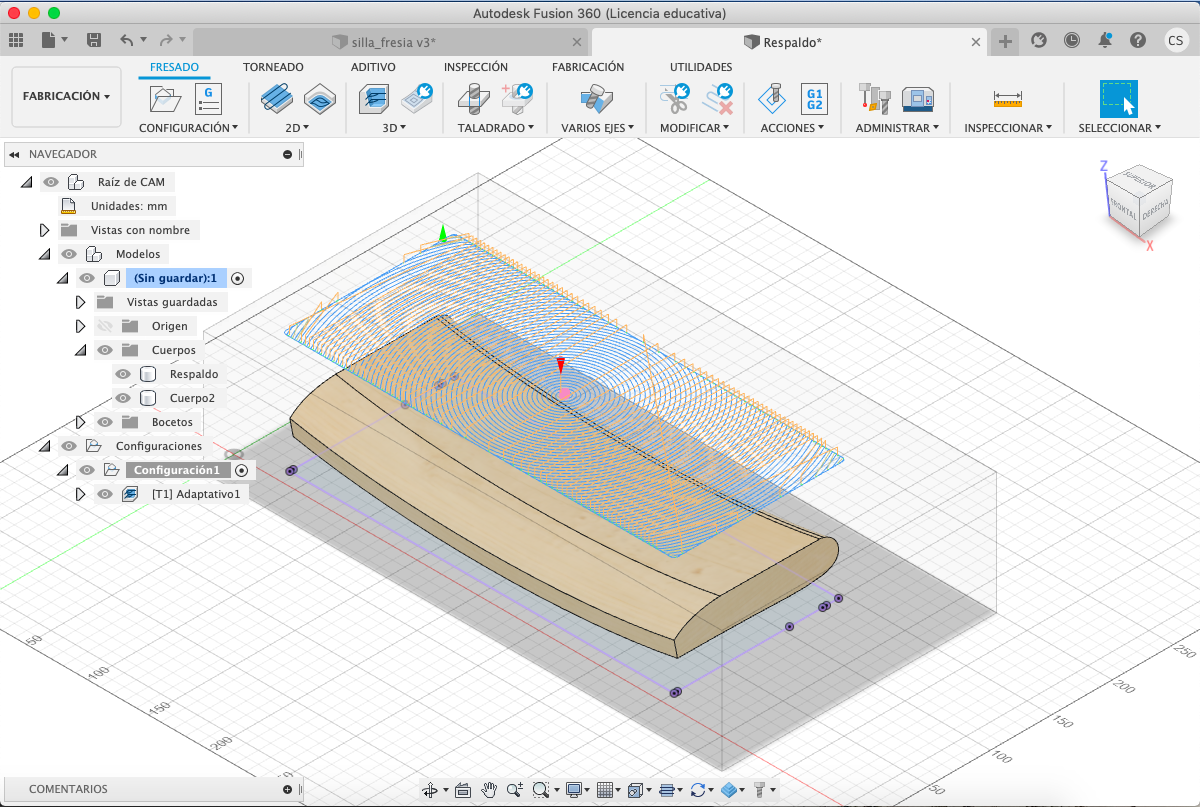 Autodesk Fusion 360 (Licencia educativa)
silla_fresia v3*
Respaldo*
CS
FRESADO
TORNEADO
ADITIVO
INSPECCIÓN
FABRICACIÓN
UTILIDADES
FABRICACIÓN
G
G1
G2
CONFIGURACIÓN
2D
3D
TALADRADO
VARIOS EJES
MODIFICAR
ACCIONES
ADMINISTRAR
INSPECCIONAR
SELECCIONAR
NAVEGADOR
Raíz de CAM
Unidades: mm
Vistas con nombre
Modelos
(Sin guardar):1
Vistas guardadas
Origen
Cuerpos
Respaldo
Cuerpo2
Bocetos
Configuraciones
Configuración1
[T1] Adaptativo1
Z
SUPERIOR
FRONTAL
DERECHA
X
50
100
150
200
250
200
150
100
50
COMENTARIOS